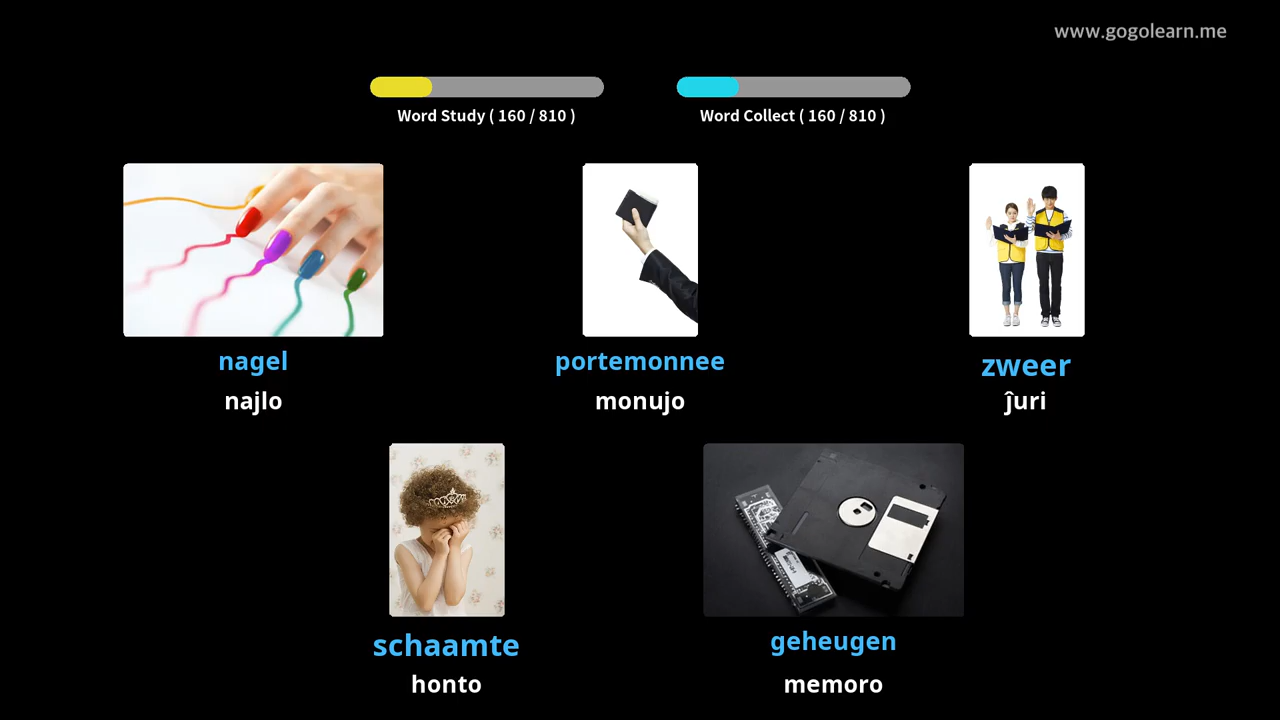 www.gogolearn.me
Word Study ( 160 / 810 )
Word Collect ( 160 / 810 )
nagel
najlo
portemonnee
monujo
zweer
ĵuri
schaamte
honto
geheugen
memoro